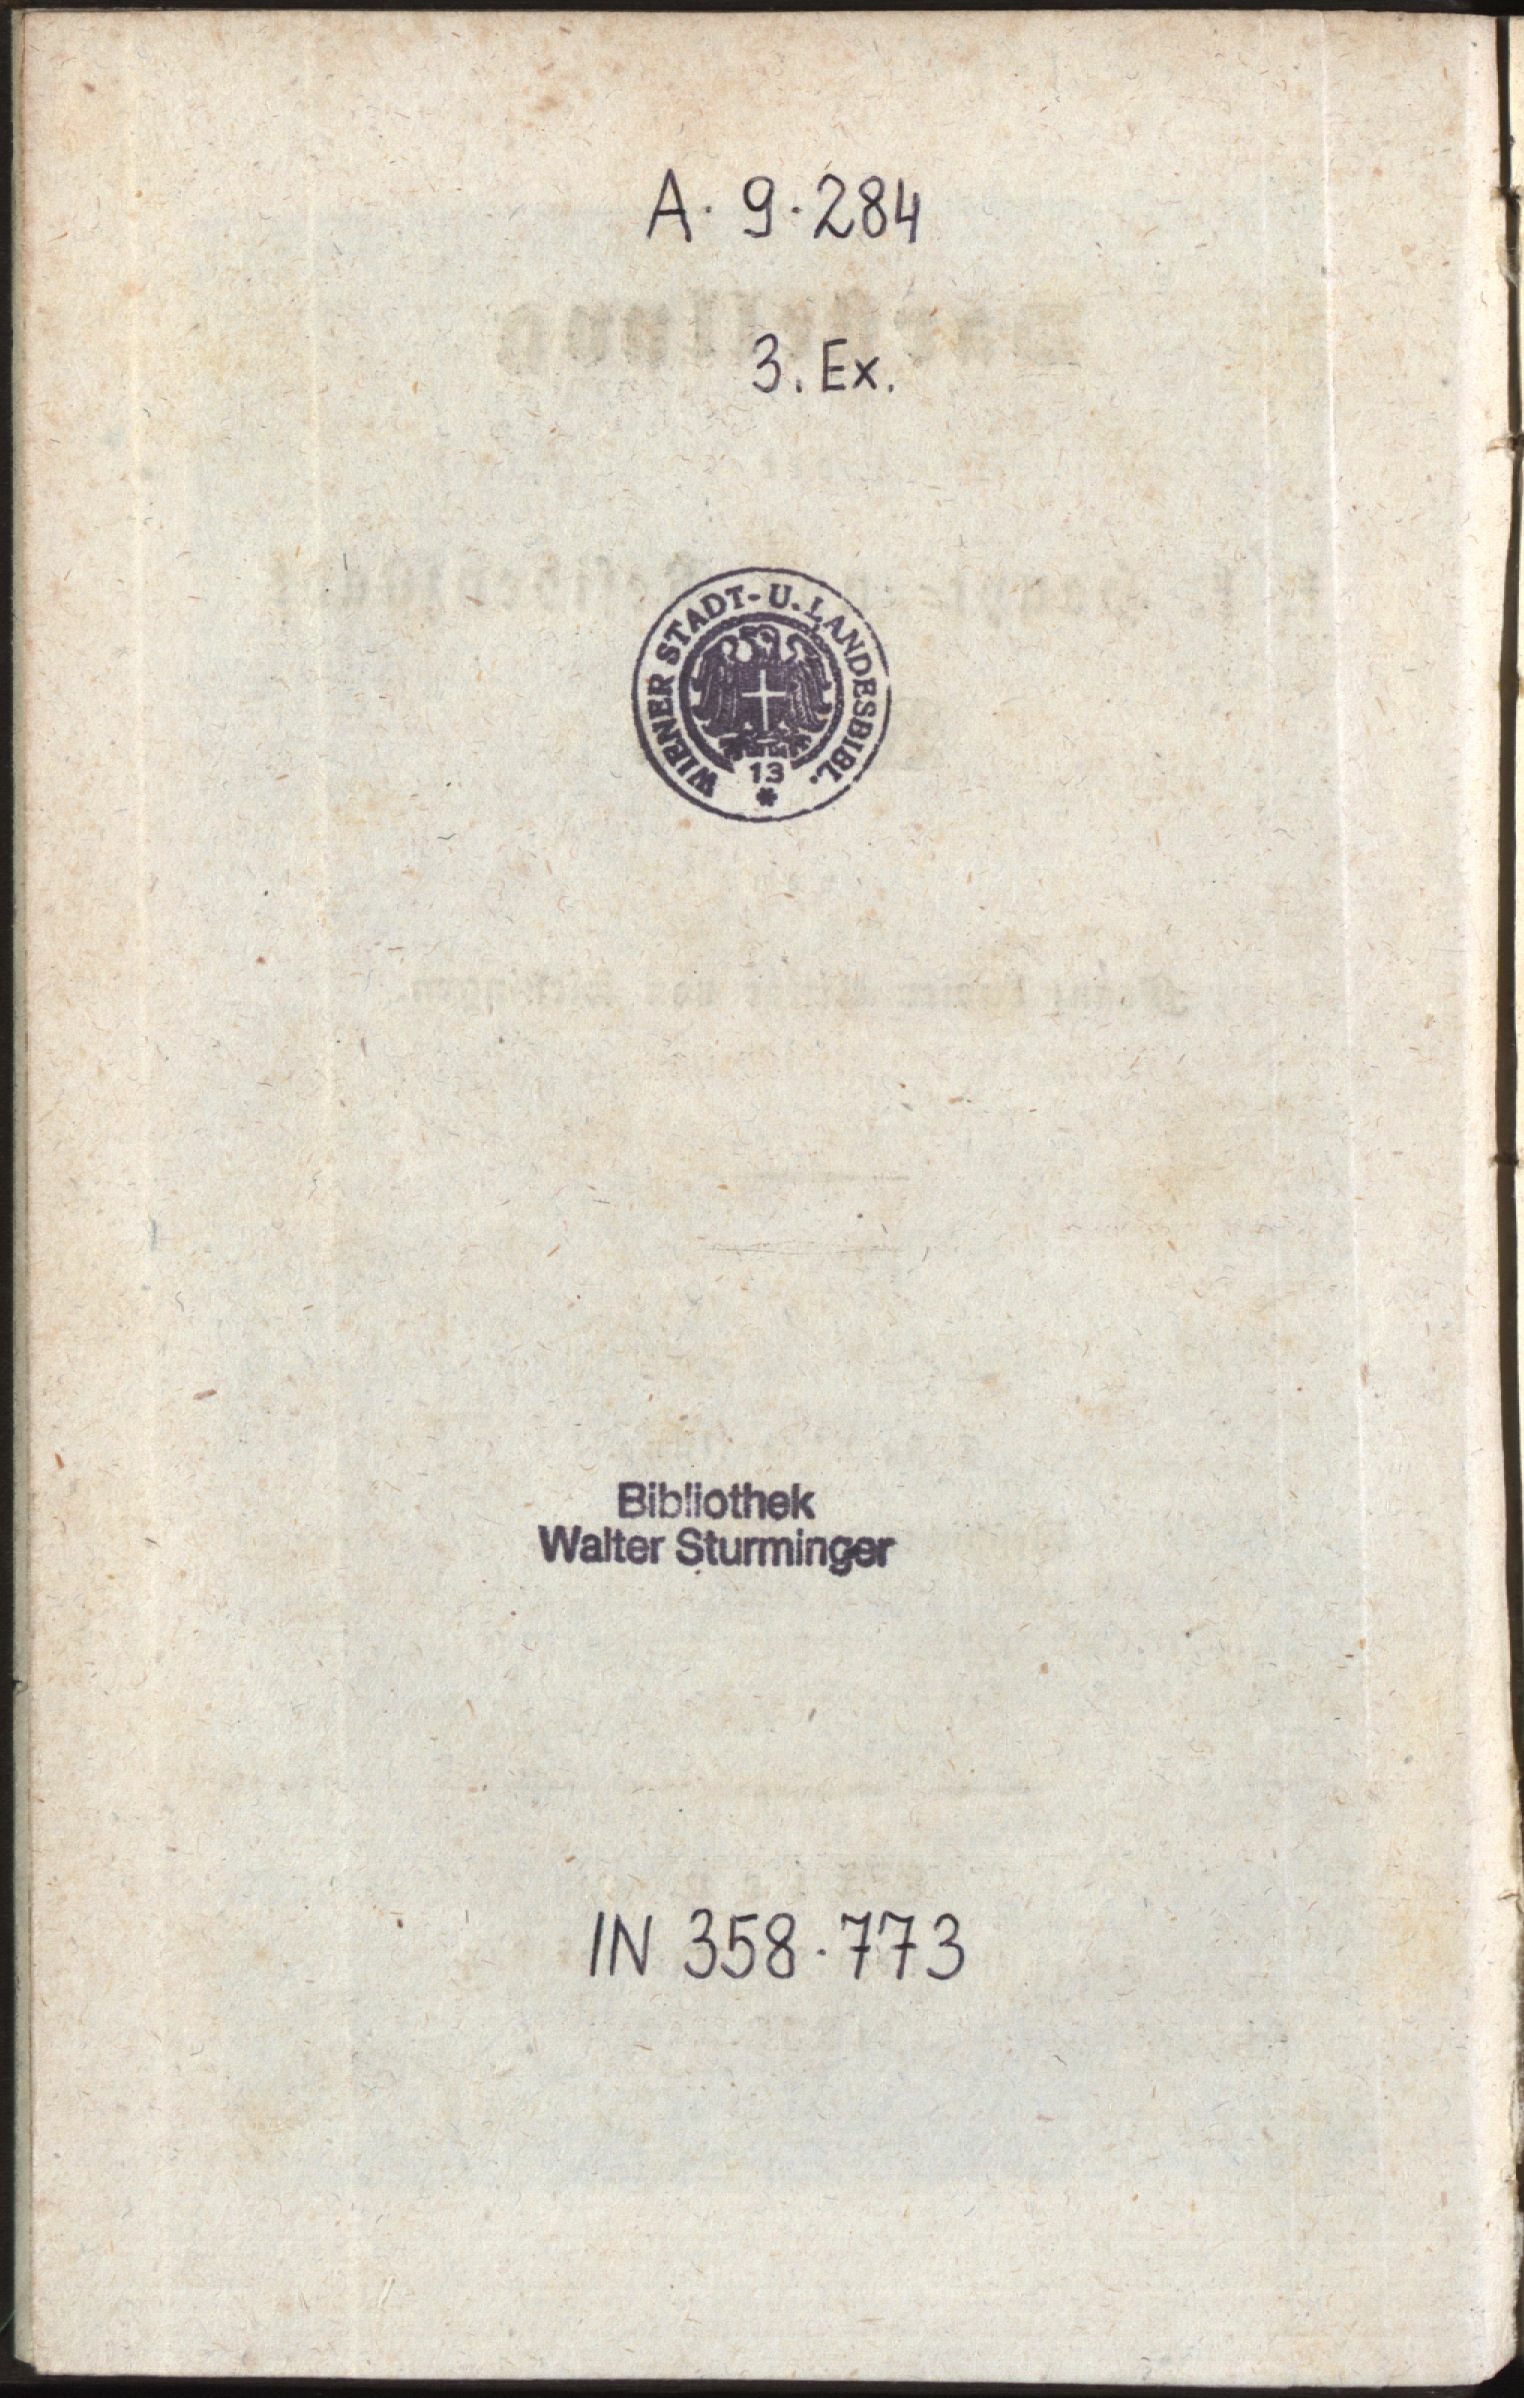 A. 9.284
3. Ex.
WIENER STADT- U. LANDESBIBL.
13
*
Bibliothek
Walter Sturminger
IN 358.773